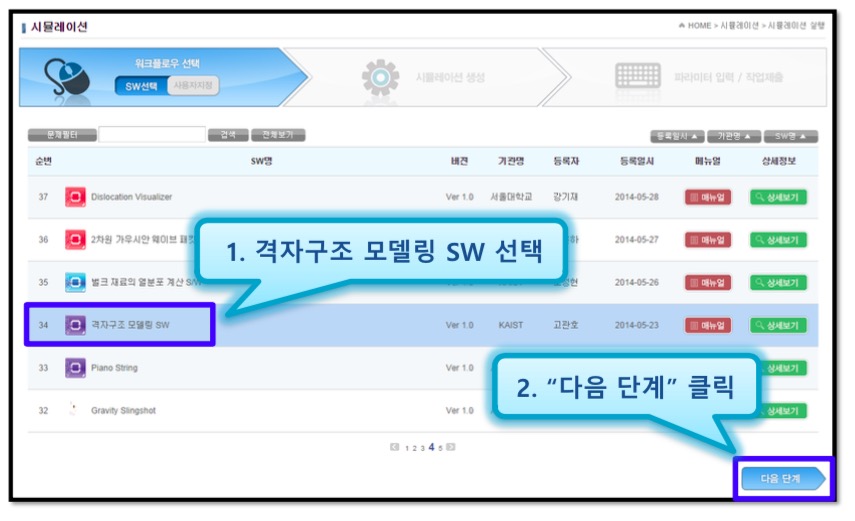 시뮬레이션
HOME > 시뮬레이션 > 시뮬레이션 실행
워크플로우 선택
SW선택 사용자지정
시뮬레이션 생성
파라미터 입력 / 작업제출
문제필터 검색 전체보기 등록일시 ▲ 기관명 ▲ SW명 ▲
순번 SW명 버전 기관명 등록자 등록일시 메뉴얼 상세정보
37 Dislocation Visualizer Ver 1.0 서울대학교 강기재 2014-05-28 매뉴얼 상세보기
36 2차원 가우시안 웨이브 패킷 2014-05-27 매뉴얼 상세보기
1. 격자구조 모델링 SW 선택
35 벌크 재료의 열분포 계산 S/W Ver 1.0 2014-05-26 매뉴얼 상세보기
34 격자구조 모델링 SW Ver 1.0 KAIST 고판호 2014-05-23 매뉴얼 상세보기
33 Piano String Ver 1.0 상세보기
2. “다음 단계” 클릭
32 Gravity Slingshot Ver 1.0 상세보기
1 2 3 4 5
다음 단계